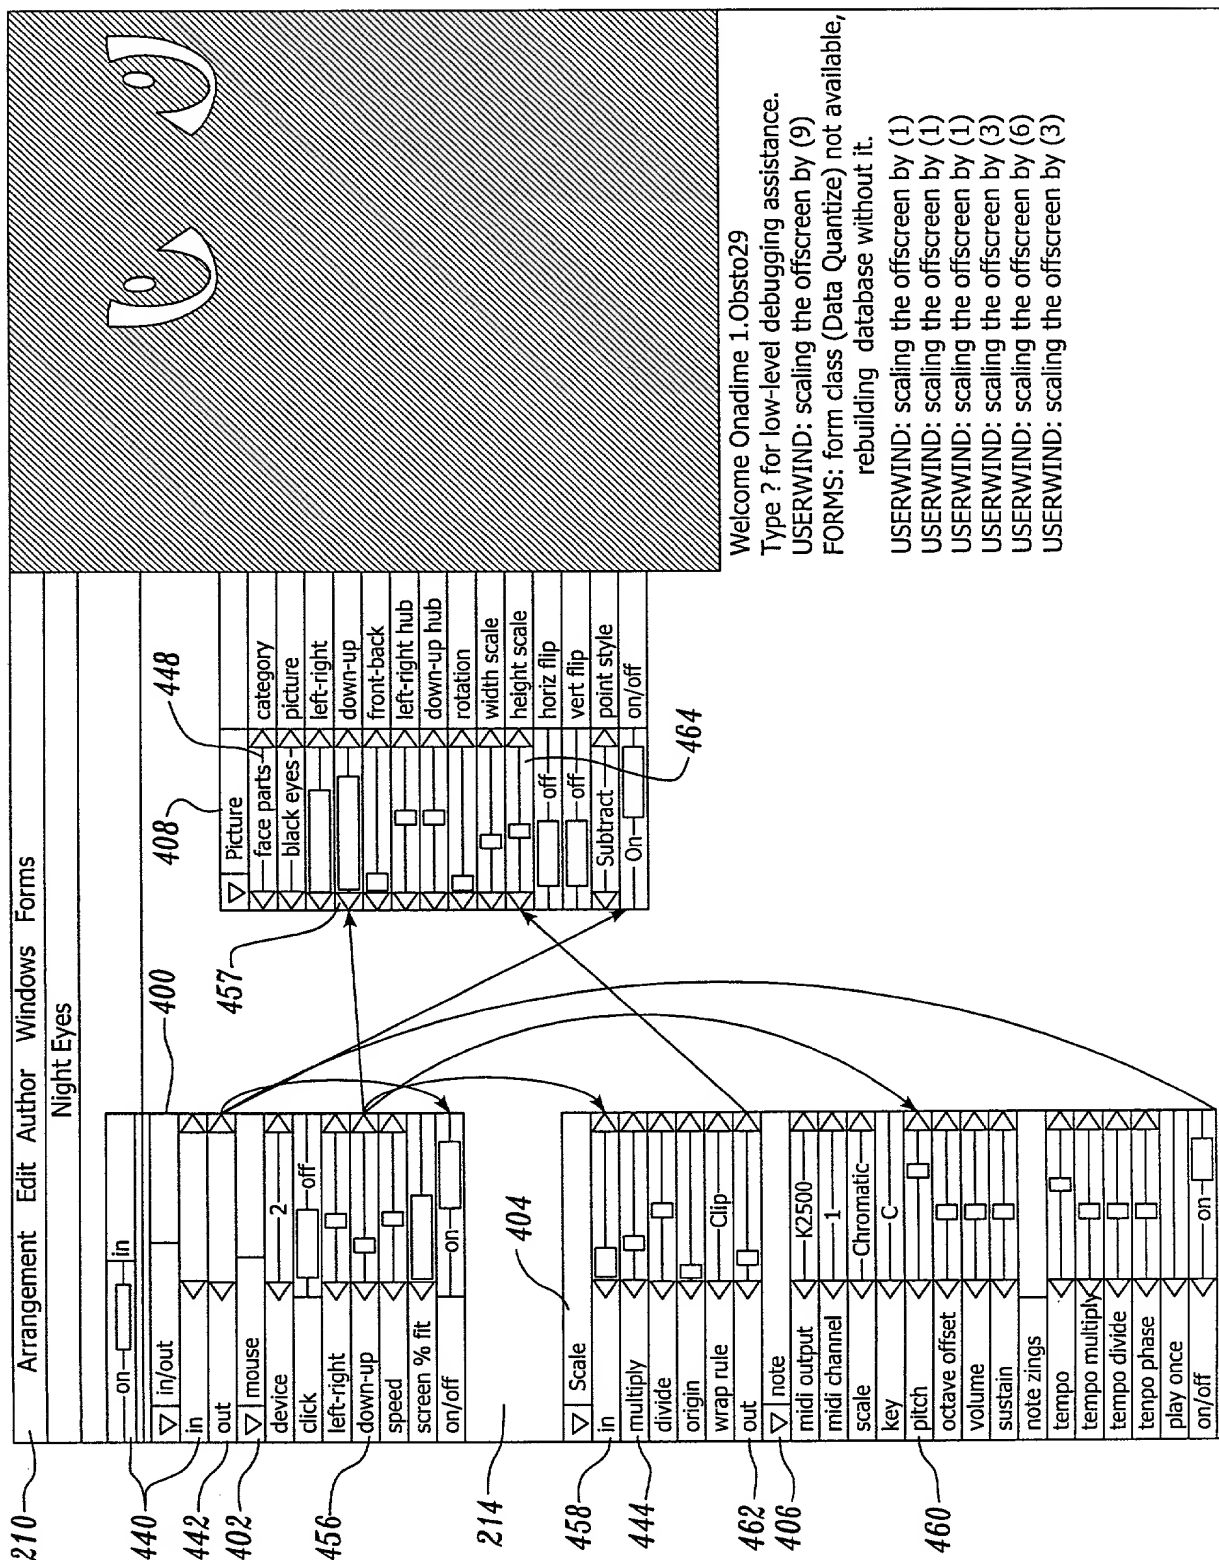 210
Arrangement Edit Author Windows Forms
Night Eyes
440
on in
400
in/out
in
442
out
402
mouse
device 2
click off
left-right
456
down-up
speed
screen % fit
on/off on
214
404
Scale
458
in
444
multiply
divide
origin
wrap rule Clip
462
out
406
note
midi output K2500
midi channel 1
scale Chromatic
key C
460
pitch
octave offset
volume
sustain
note zings
tempo
tempo multiply
tempo divide
tenpo phase
play once
on/off on
408
Picture
448
face parts category
black eyes picture
left-right
457
down-up
front-back
left-right hub
down-up hub
rotation
width scale
464
height scale
off horiz flip
off vert flip
Subtract point style
On on/off
Welcome Onadime 1.Obsto29
Type ? for low-level debugging assistance.
USERWIND: scaling the offscreen by (9)
FORMS: form class (Data Quantize) not available,
rebuilding database without it.
USERWIND: scaling the offscreen by (1)
USERWIND: scaling the offscreen by (1)
USERWIND: scaling the offscreen by (1)
USERWIND: scaling the offscreen by (3)
USERWIND: scaling the offscreen by (6)
USERWIND: scaling the offscreen by (3)